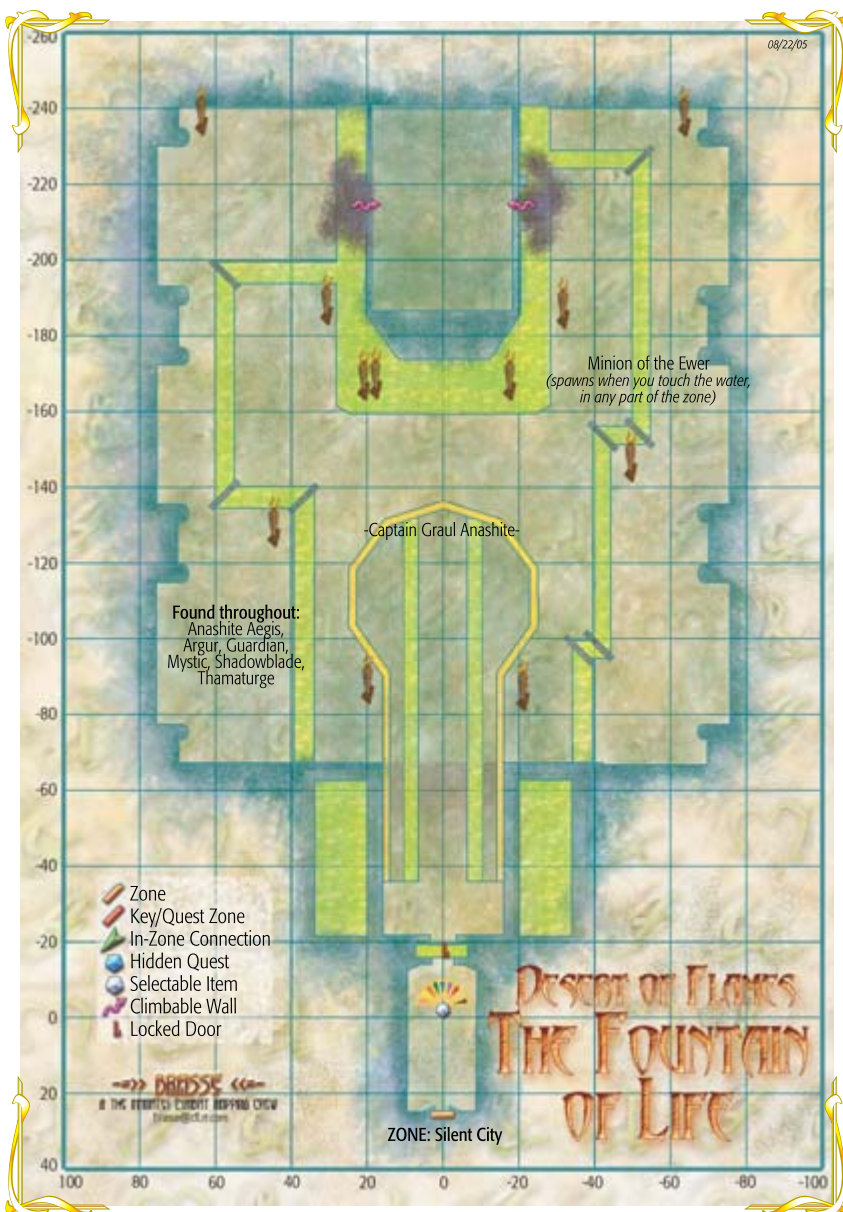 08/22/05
-260
-240
-220
-200
-180
-160
-140
-120
-100
-80
-60
-40
-20
0
20
40
Minion of the Ewer
(spawns when you touch the water,
in any part of the zone)
-Captain Graul Anashite-
Found throughout:
Anashite Aegis,
Argur, Guardian,
Mystic, Shadowblade,
Thamaturge
Zone
Key/Quest Zone
In-Zone Connection
Hidden Quest
Selectable Item
Climbable Wall
Locked Door
Desert of Flames
The Fountain
of Life
ZONE: Silent City
100 80 60 40 20 0 -20 -40 -60 -80 -100